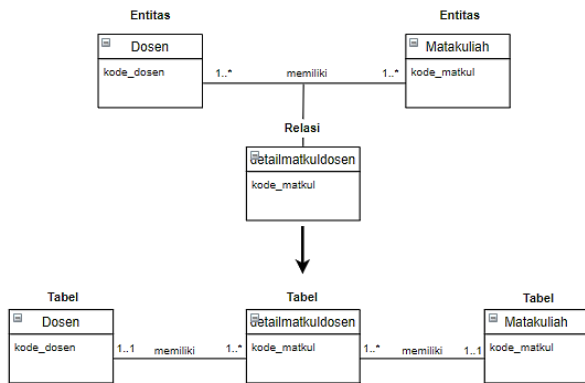 Entitas
Entitas
Dosen
Matakuliah
kode_dosen
1..*
memiliki
1..*
kode_matkul
Relasi
detailmatkuldosen
kode_matkul
Tabel
Tabel
Tabel
Dosen
detailmatkuldosen
Matakuliah
kode_dosen
1..1
memiliki
1..*
kode_matkul
1..*
memiliki
1..1
kode_matkul